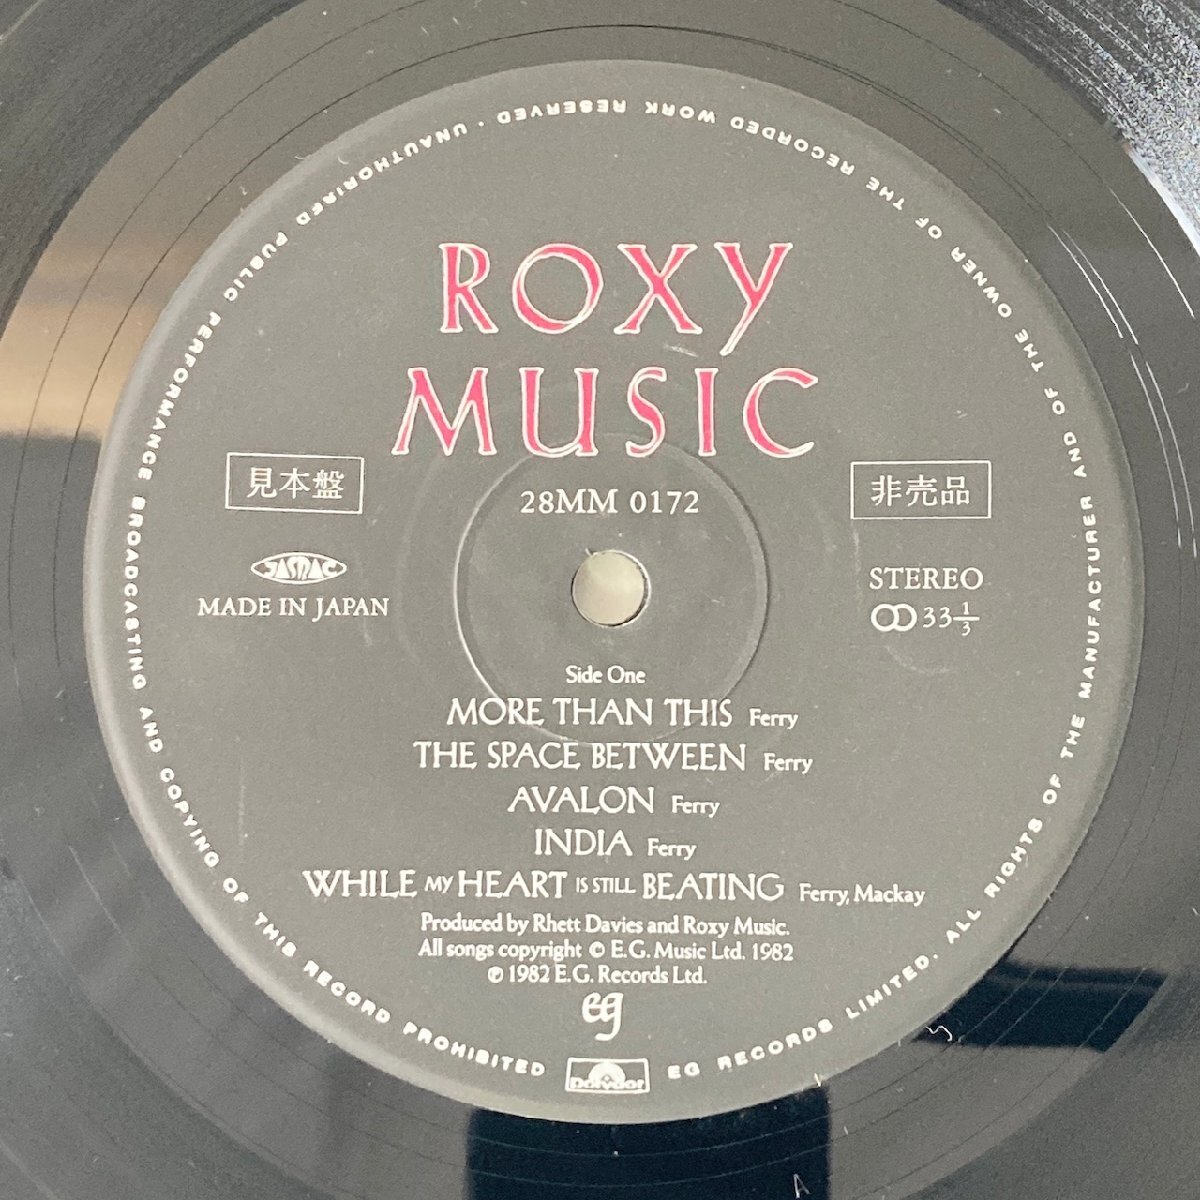 ROXY
MUSIC
見本盤
28MM 0172
非売品
JASRAC
MADE IN JAPAN
STEREO
33 1/3
Side One
MORE THAN THIS Ferry
THE SPACE BETWEEN Ferry
AVALON Ferry
INDIA Ferry
WHILE MY HEART IS STILL BEATING Ferry, Mackay
Produced by Rhett Davies and Roxy Music.
All songs copyright © E.G. Music Ltd. 1982
℗ 1982 E.G. Records Ltd.
eg
polydor
EG RECORDS LIMITED. ALL RIGHTS OF THE MANUFACTURER AND OF THE OWNER OF THE RECORDED WORK RESERVED · UNAUTHORIRED PUBLIC PERFORMANCE BROADCASTING AND COPYING OF THIS RECORD PROHIBITED
A